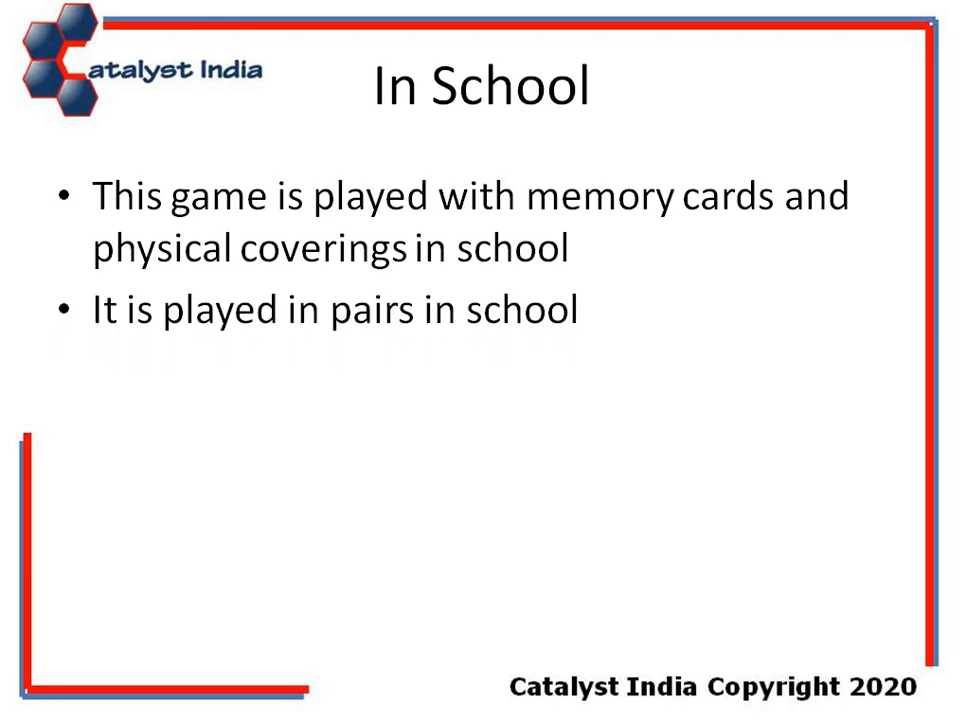 Catalyst India
In School
• This game is played with memory cards and
physical coverings in school
• It is played in pairs in school
Catalyst India Copyright 2020